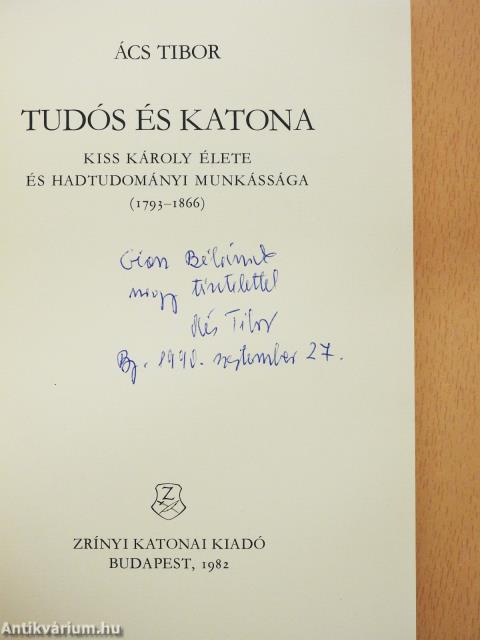 ÁCS TIBOR
TUDÓS ÉS KATONA
KISS KÁROLY ÉLETE
ÉS HADTUDOMÁNYI MUNKÁSSÁGA
(1793–1866)
Bélának
nagy tisztelettel
Ács Tibor
Bp. 1990. szeptember 27.
Z
ZRÍNYI KATONAI KIADÓ
BUDAPEST, 1982
Antikvárium.hu